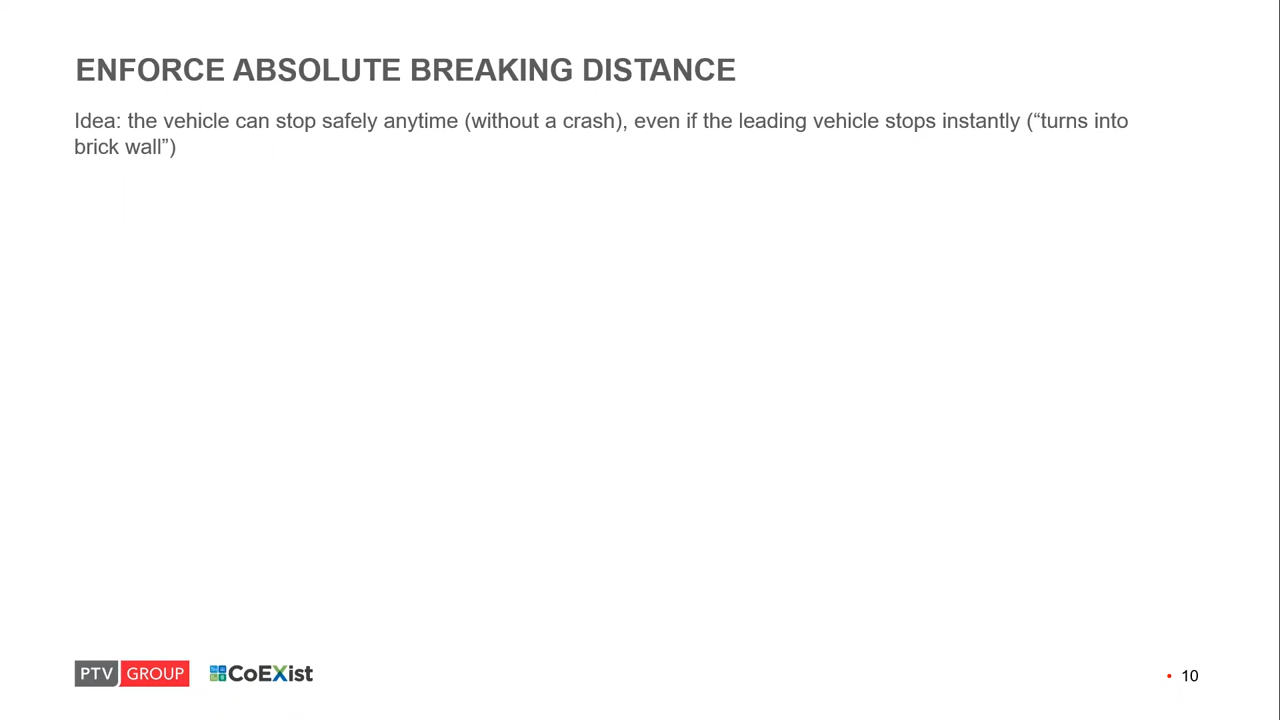 ENFORCE ABSOLUTE BREAKING DISTANCE
Idea: the vehicle can stop safely anytime (without a crash), even if the leading vehicle stops instantly (“turns into
brick wall”)
PTV GROUP CoEXist
• 10